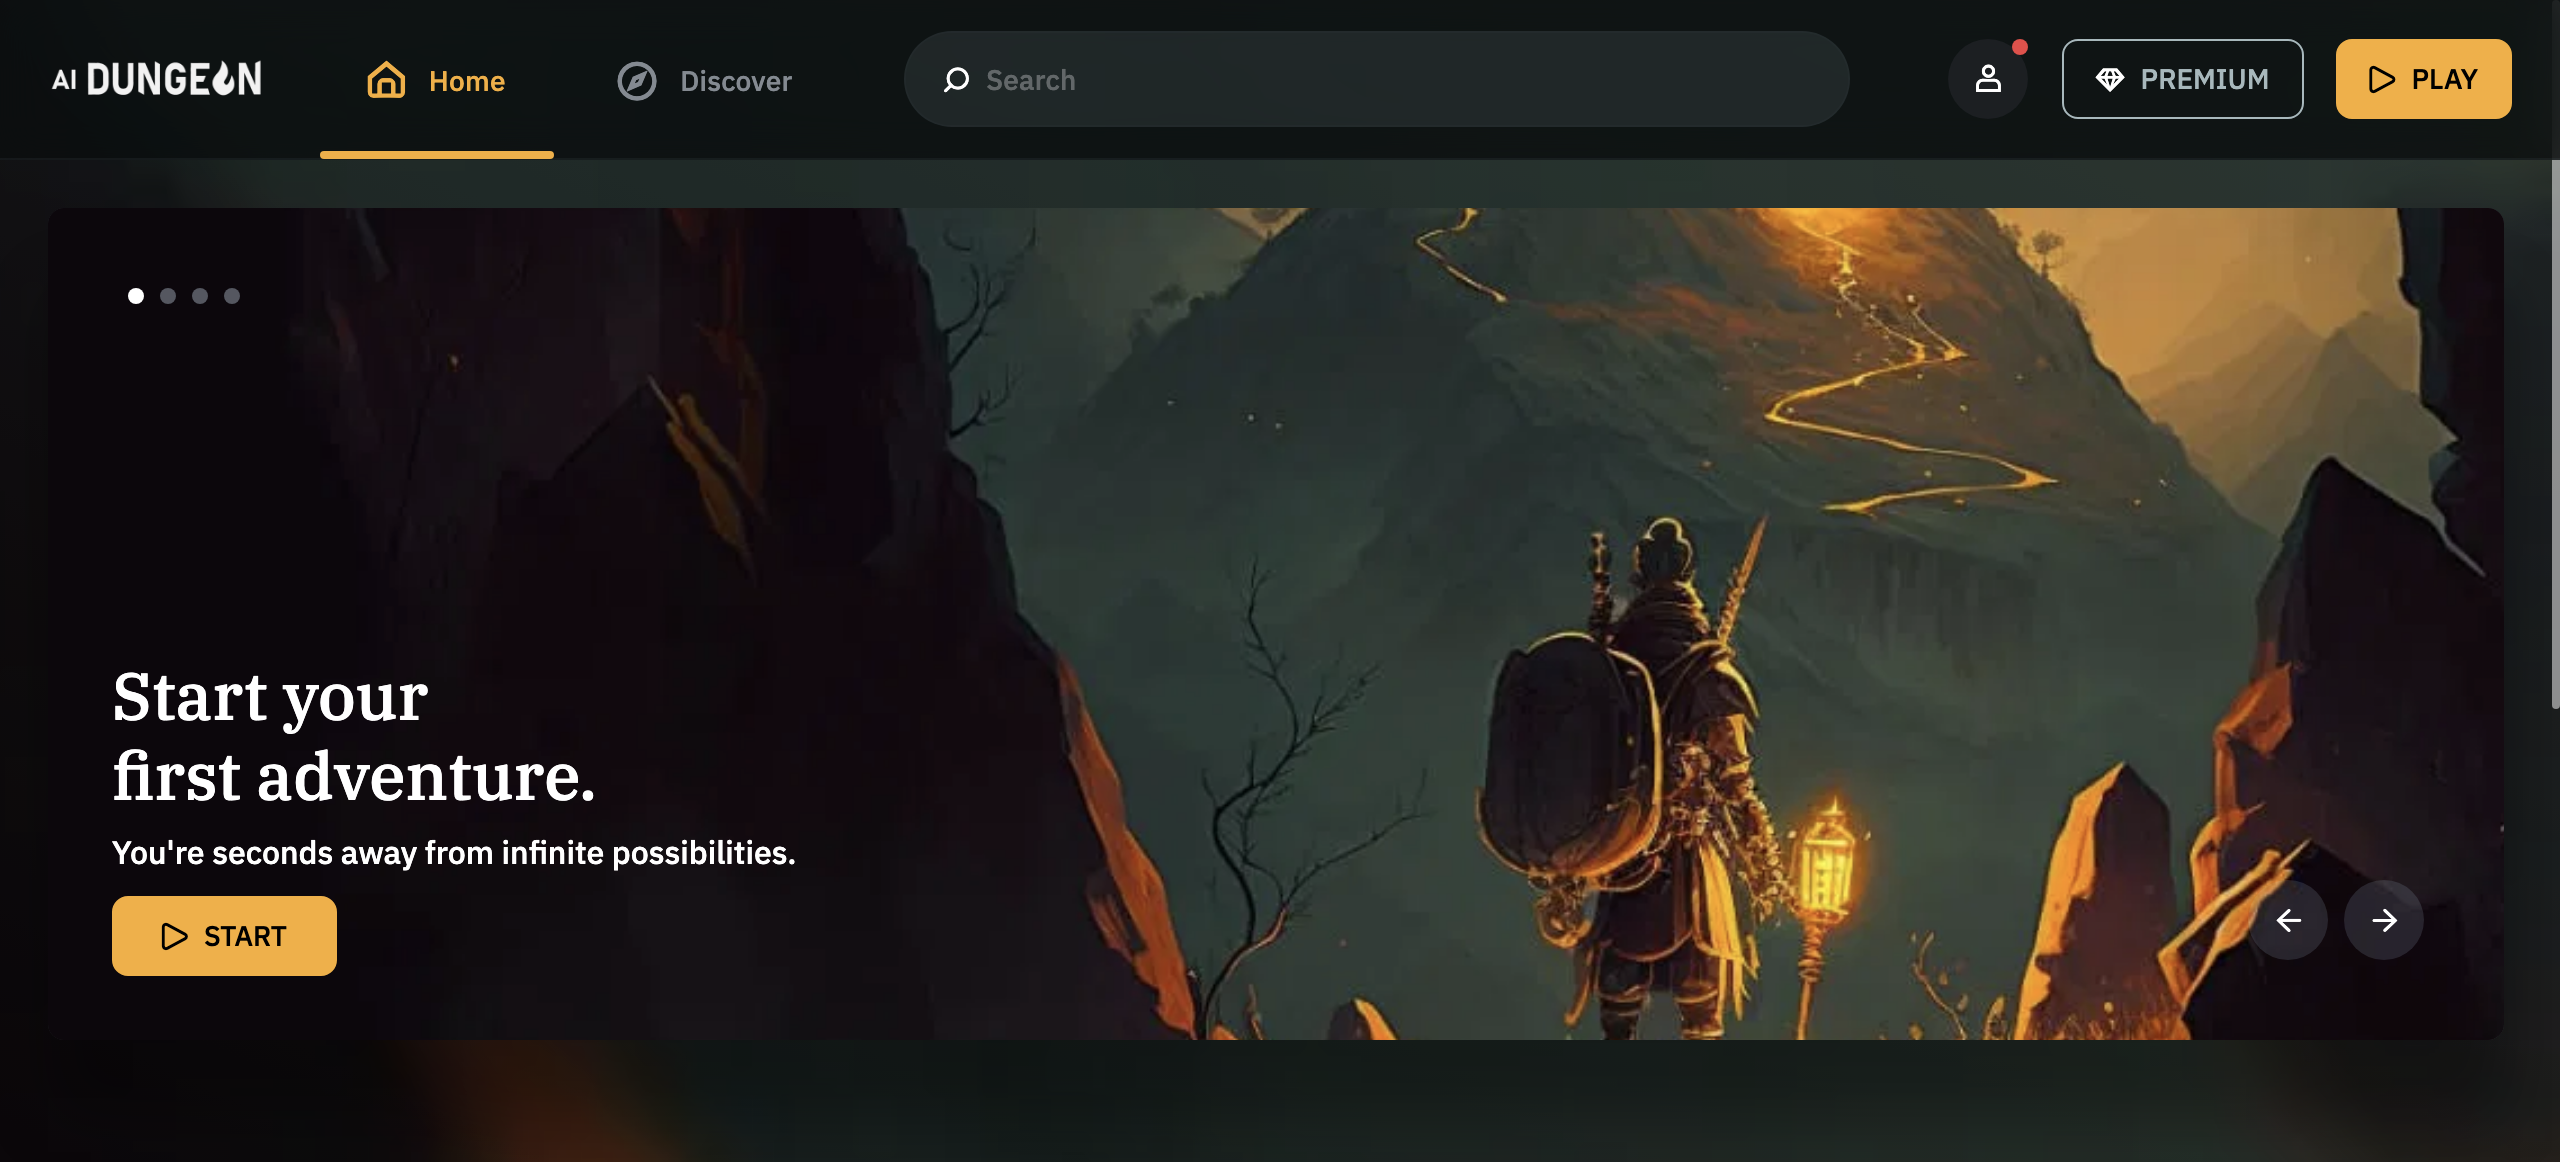 AI DUNGEON
Home
Discover
Search
PREMIUM
PLAY
Start your
first adventure.
You're seconds away from infinite possibilities.
START